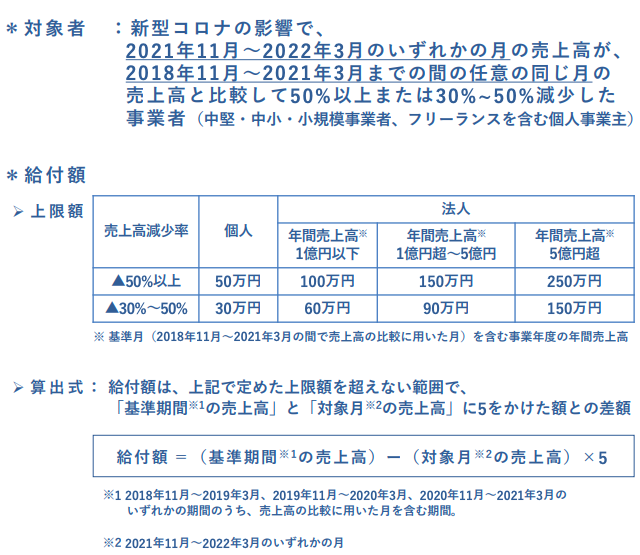 ＊対象者　：新型コロナの影響で、
2021年11月～2022年3月のいずれかの月の売上高が、
2018年11月～2021年3月までの間の任意の同じ月の
売上高と比較して50%以上または30%~50%減少した
事業者（中堅・中小・小規模事業者、フリーランスを含む個人事業主）
＊給付額
➢ 上限額
売上高減少率 個人 法人
年間売上高※ 1億円以下 年間売上高※ 1億円超～5億円 年間売上高※ 5億円超
▲50%以上 50万円 100万円 150万円 250万円
▲30%～50% 30万円 60万円 90万円 150万円
※ 基準月（2018年11月～2021年3月の間で売上高の比較に用いた月）を含む事業年度の年間売上高
➢ 算出式： 給付額は、上記で定めた上限額を超えない範囲で、
「基準期間※1の売上高」と「対象月※2の売上高」に5をかけた額との差額
給付額 ＝（基準期間※1の売上高）ー（対象月※2の売上高）×5
※1 2018年11月～2019年3月、2019年11月～2020年3月、2020年11月～2021年3月の
いずれかの期間のうち、売上高の比較に用いた月を含む期間。
※2 2021年11月～2022年3月のいずれかの月